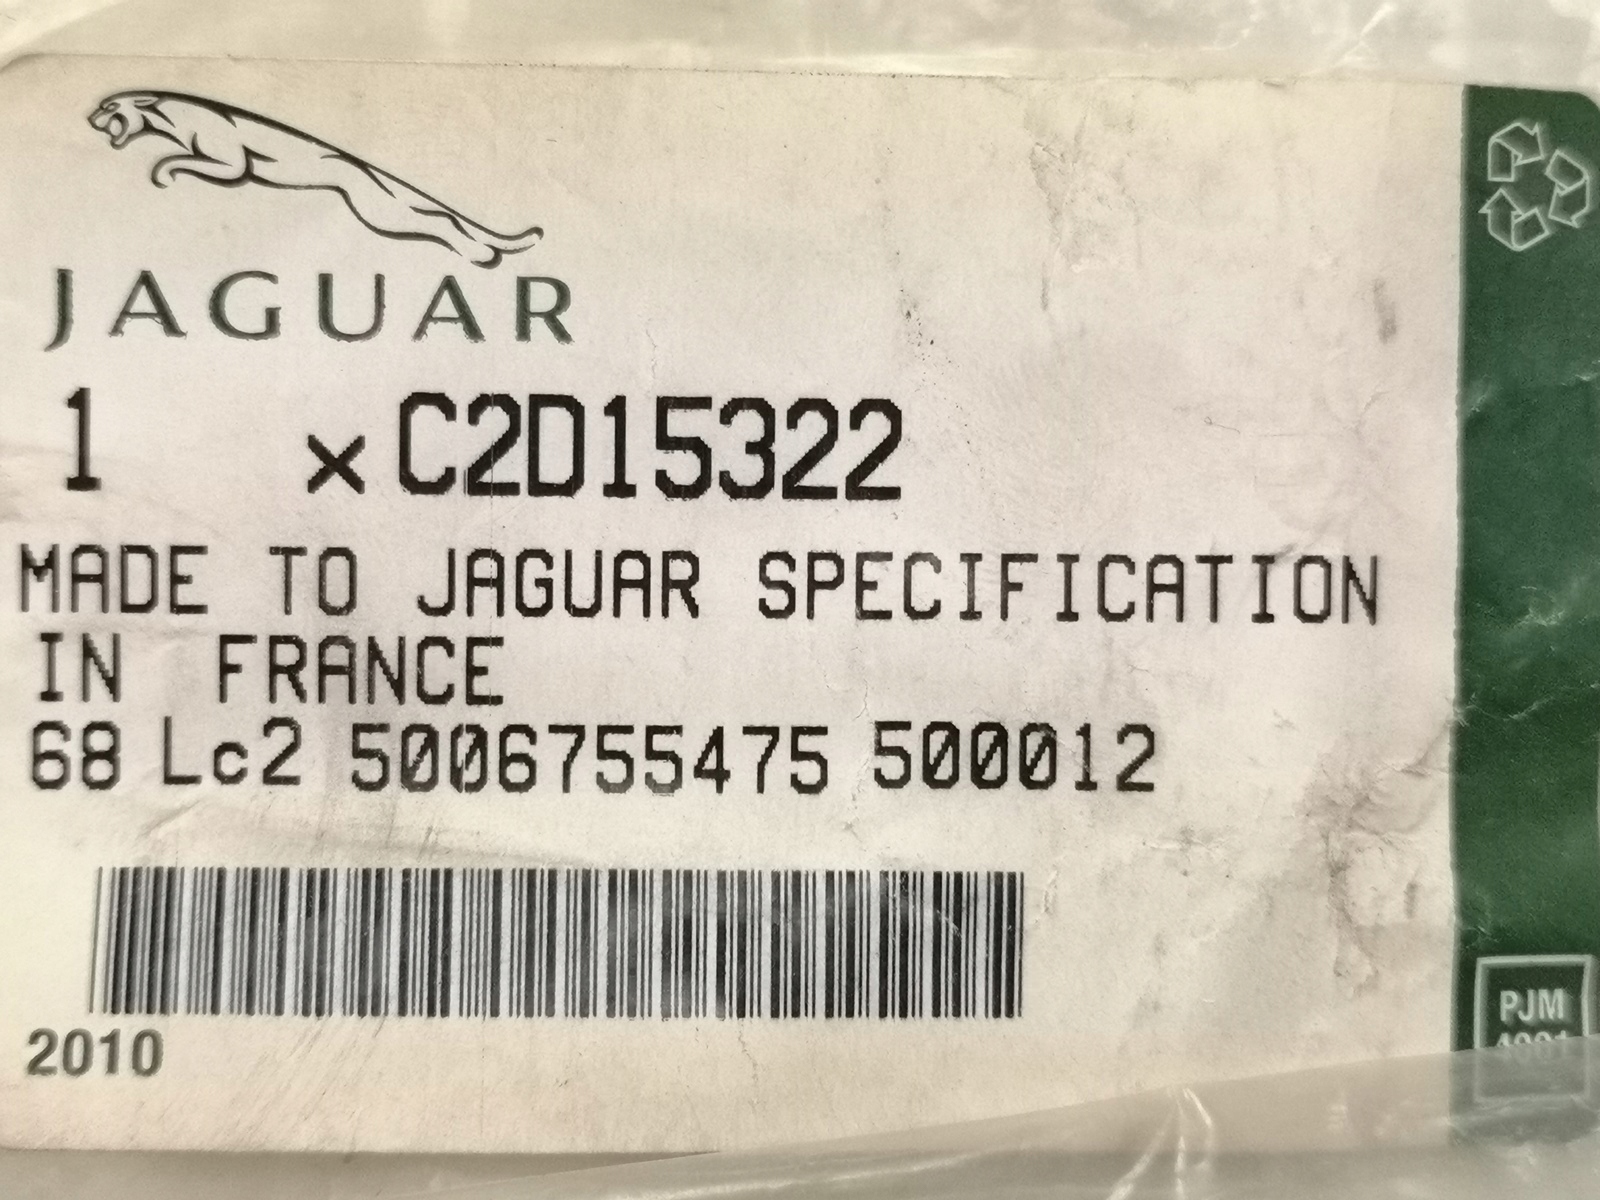 JAGUAR
1 x C2D15322
MADE TO JAGUAR SPECIFICATION
IN FRANCE
68 Lc2 5006755475 500012
2010
PJM